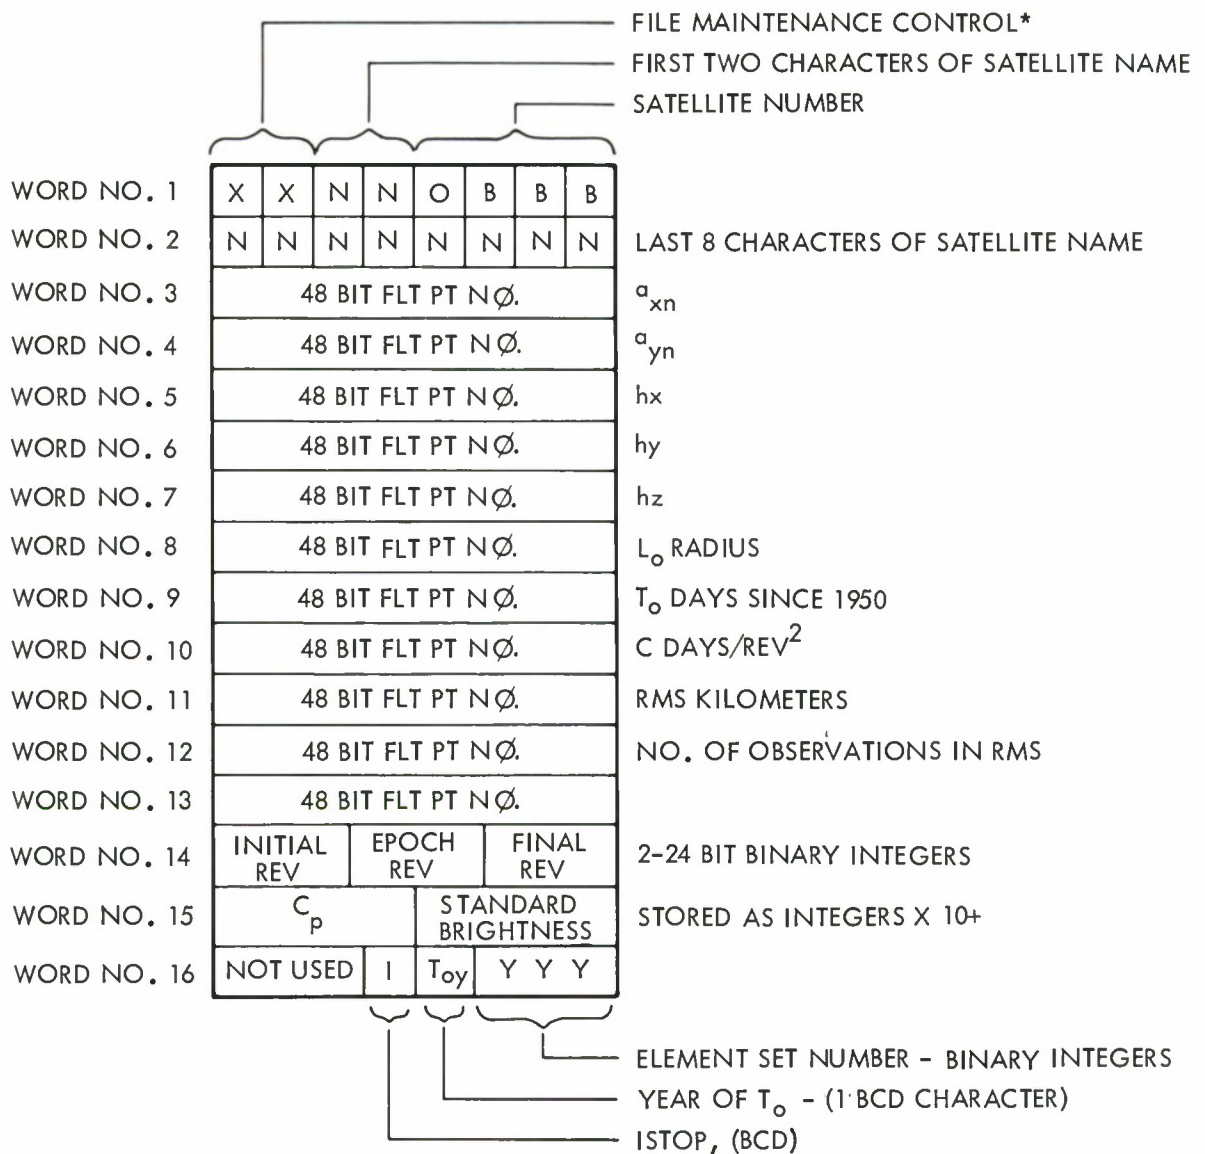 FILE MAINTENANCE CONTROL*
FIRST TWO CHARACTERS OF SATELLITE NAME
SATELLITE NUMBER
WORD NO. 1 X X N N O B B B
WORD NO. 2 N N N N N N N N LAST 8 CHARACTERS OF SATELLITE NAME
WORD NO. 3 48 BIT FLT PT NØ. a_xn
WORD NO. 4 48 BIT FLT PT NØ. a_yn
WORD NO. 5 48 BIT FLT PT NØ. hx
WORD NO. 6 48 BIT FLT PT NØ. hy
WORD NO. 7 48 BIT FLT PT NØ. hz
WORD NO. 8 48 BIT FLT PT NØ. L_o RADIUS
WORD NO. 9 48 BIT FLT PT NØ. T_o DAYS SINCE 1950
WORD NO. 10 48 BIT FLT PT NØ. C DAYS/REV²
WORD NO. 11 48 BIT FLT PT NØ. RMS KILOMETERS
WORD NO. 12 48 BIT FLT PT NØ. NO. OF OBSERVATIONS IN RMS
WORD NO. 13 48 BIT FLT PT NØ.
WORD NO. 14 INITIAL REV EPOCH REV FINAL REV 2-24 BIT BINARY INTEGERS
WORD NO. 15 C_p STANDARD BRIGHTNESS STORED AS INTEGERS X 10+
WORD NO. 16 NOT USED I T_oy Y Y Y
ELEMENT SET NUMBER - BINARY INTEGERS
YEAR OF T_o - (1 BCD CHARACTER)
ISTOP, (BCD)